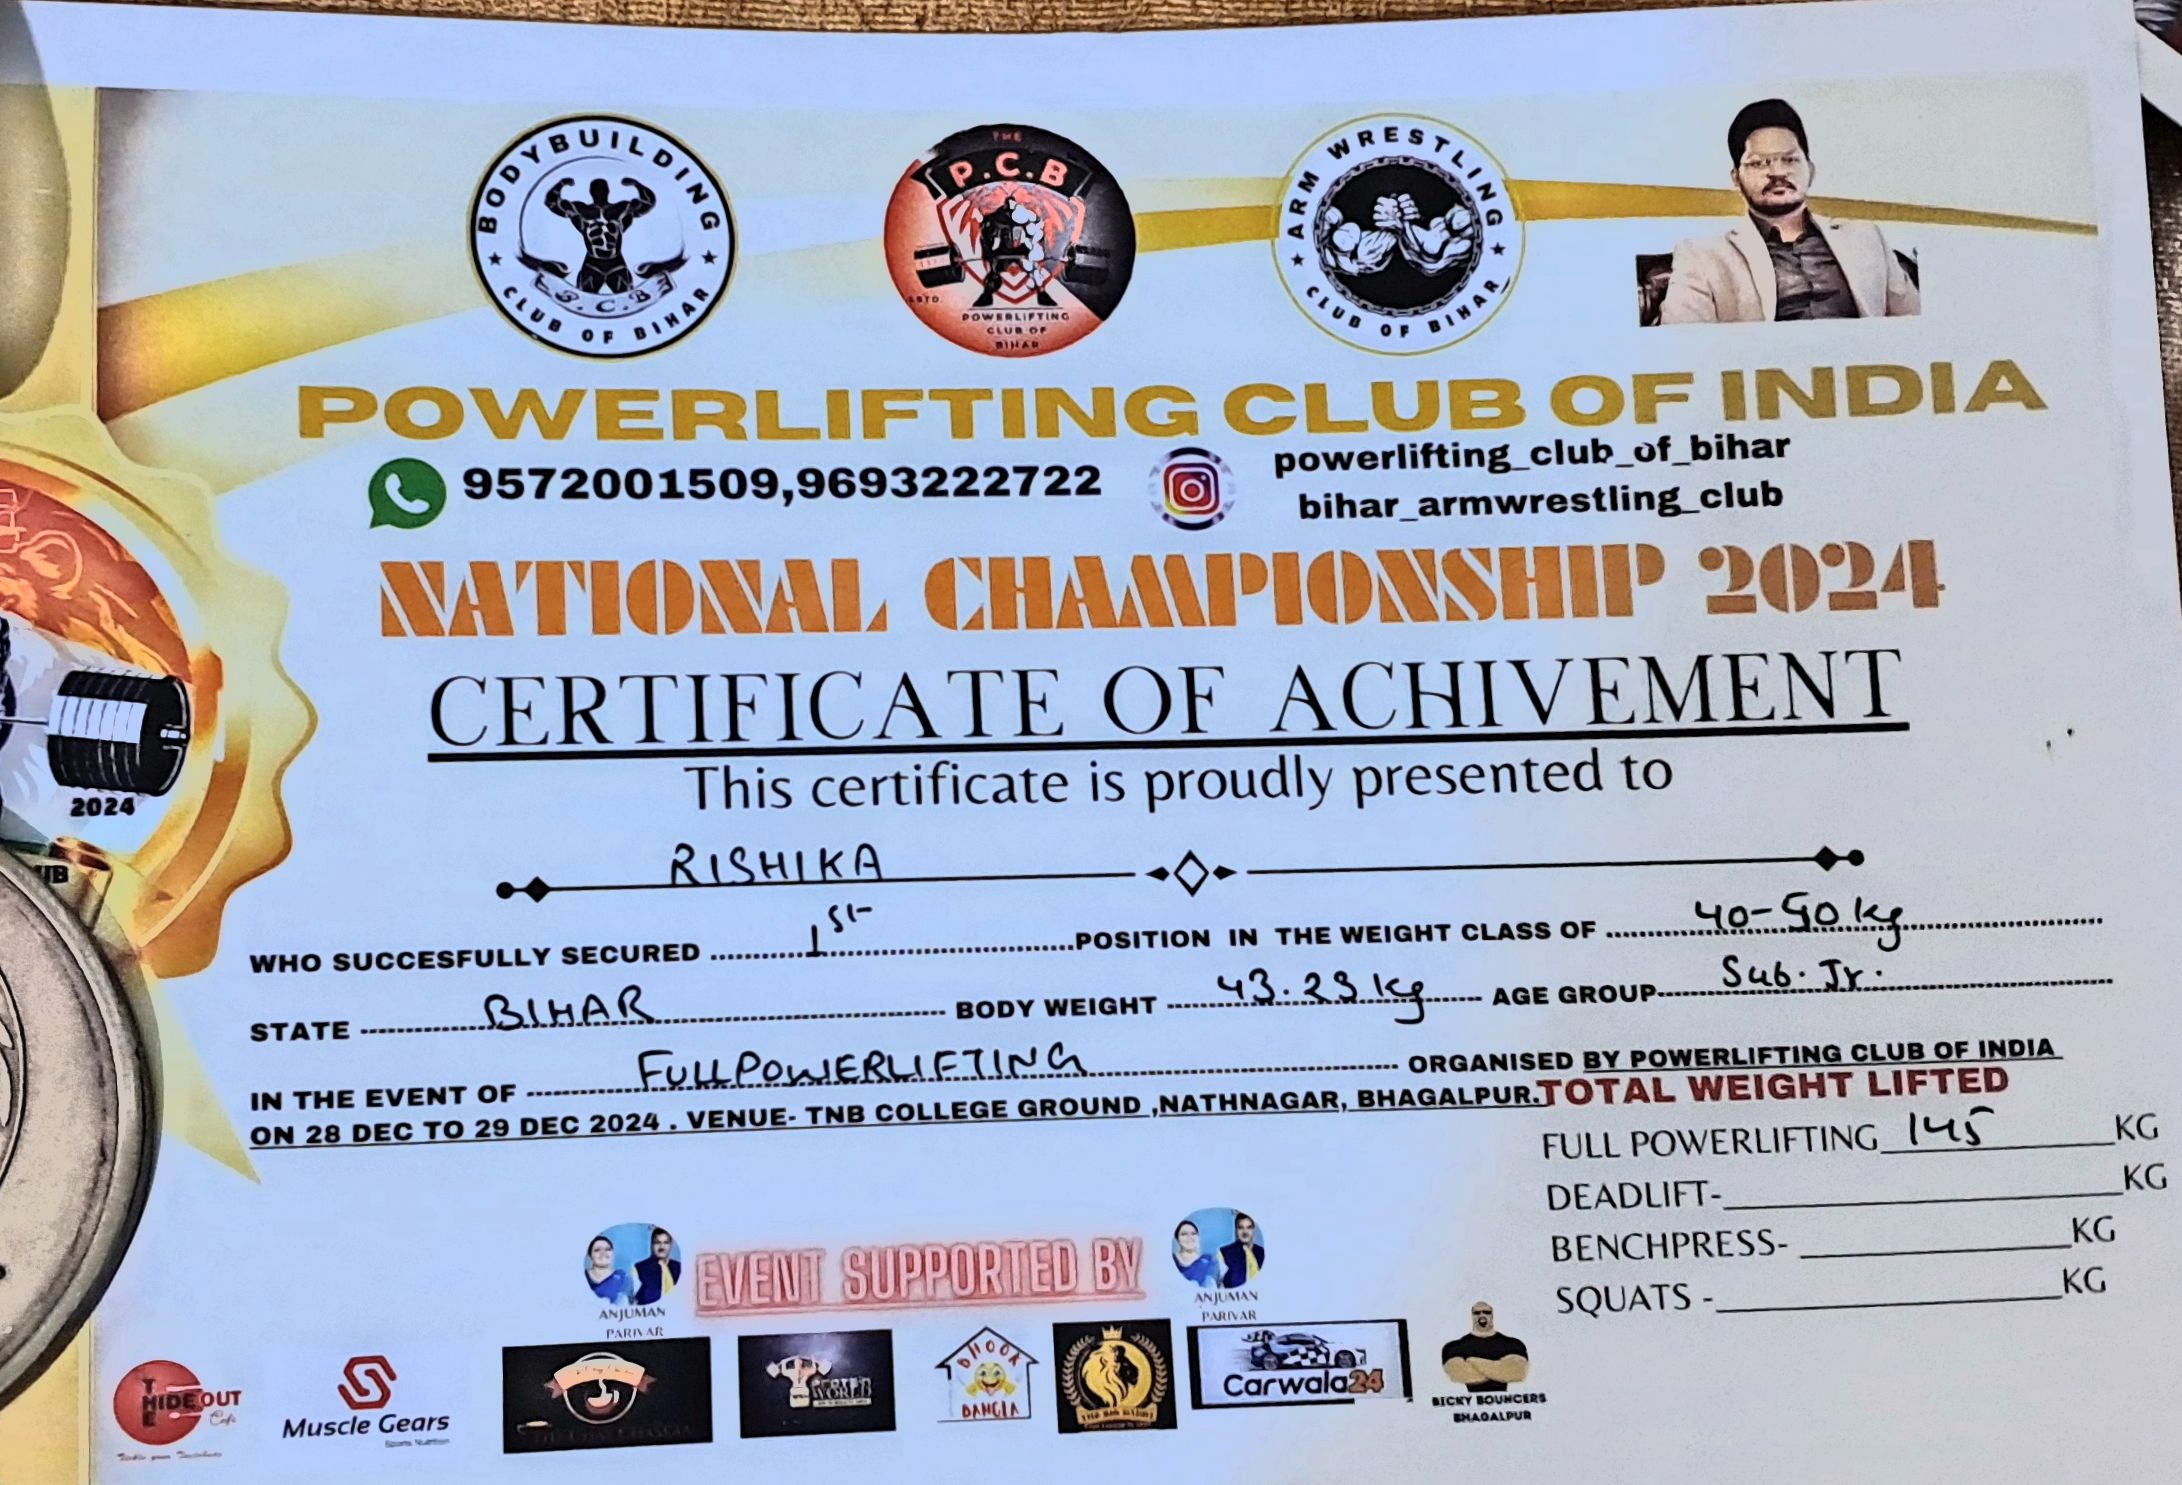 BODYBUILDING
B.C.B
CLUB OF BIHAR
THE
P.C.B
ESTD.
POWERLIFTING
CLUB OF
BIHAR
ARM WRESTLING
CLUB OF BIHAR
POWERLIFTING CLUB OF INDIA
9572001509,9693222722
powerlifting_club_of_bihar
bihar_armwrestling_club
NATIONAL CHAMPIONSHIP 2024
CERTIFICATE OF ACHIVEMENT
This certificate is proudly presented to
2024
UB
RISHIKA
WHO SUCCESFULLY SECURED 1st POSITION IN THE WEIGHT CLASS OF 40-50 kg
STATE BIHAR BODY WEIGHT 43.23 kg AGE GROUP Sub. Jr.
IN THE EVENT OF FULLPOWERLIFTING ORGANISED BY POWERLIFTING CLUB OF INDIA
ON 28 DEC TO 29 DEC 2024 . VENUE- TNB COLLEGE GROUND ,NATHNAGAR, BHAGALPUR.
TOTAL WEIGHT LIFTED
FULL POWERLIFTING 145 KG
DEADLIFT- KG
BENCHPRESS- KG
SQUATS - KG
EVENT SUPPORTED BY
ANJUMAN
PARIVAR
ANJUMAN
PARIVAR
THE
HIDEOUT
Cafe
Muscle Gears
Sports Nutrition
WORLD
DHOOA
BANGLA
Carwala24
BICKY BOUNCERS
BHAGALPUR